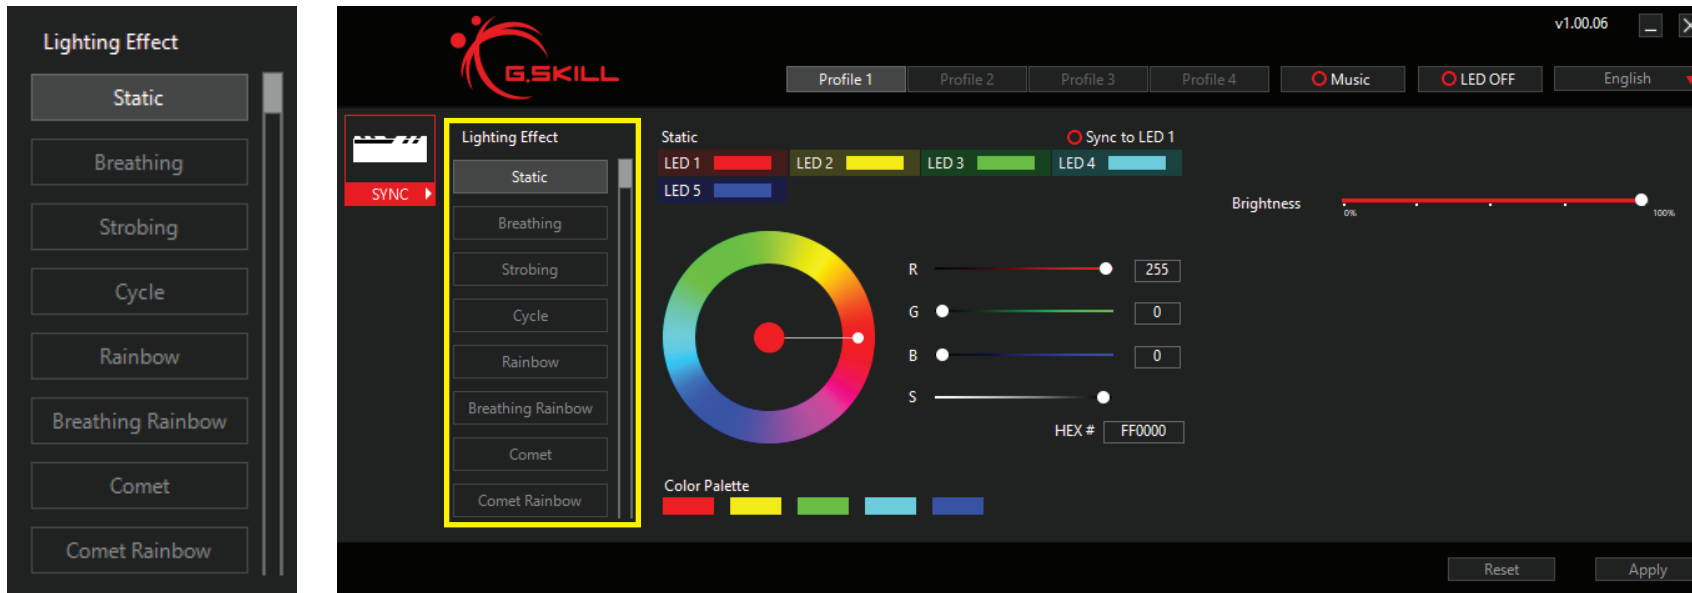 Lighting Effect
Static
Breathing
Strobing
Cycle
Rainbow
Breathing Rainbow
Comet
Comet Rainbow
G.SKILL
v1.00.06
Profile 1 Profile 2 Profile 3 Profile 4 Music LED OFF English
SYNC
Lighting Effect
Static
Breathing
Strobing
Cycle
Rainbow
Breathing Rainbow
Comet
Comet Rainbow
Static Sync to LED 1
LED 1 LED 2 LED 3 LED 4
LED 5
R 255
G 0
B 0
S
HEX # FF0000
Color Palette
Brightness
0% 100%
Reset Apply